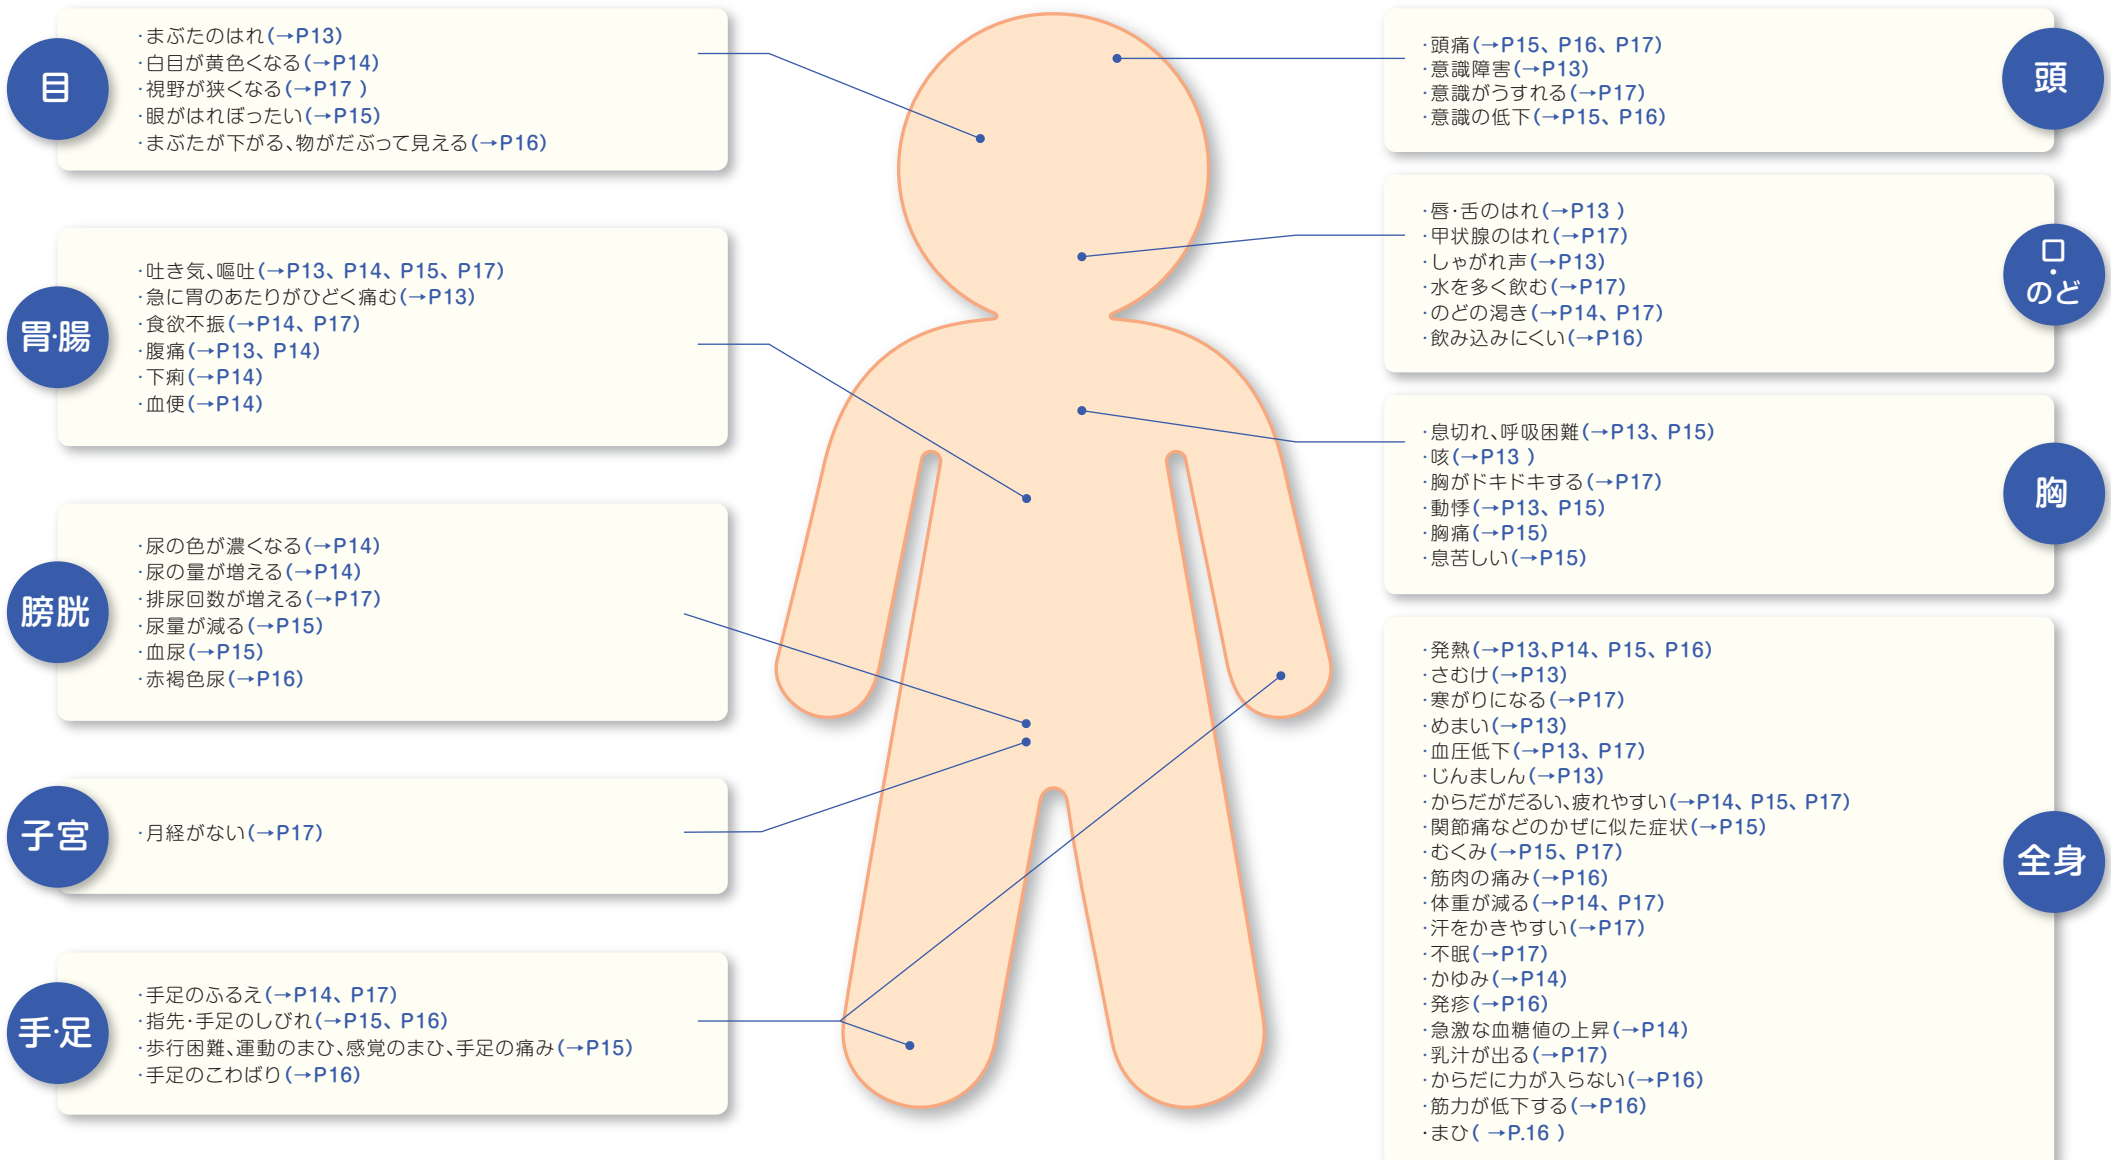 目
・まぶたのはれ(→P13)
・白目が黄色くなる(→P14)
・視野が狭くなる(→P17 )
・眼がはれぼったい(→P15)
・まぶたが下がる、物がだぶって見える(→P16)
胃・腸
・吐き気、嘔吐(→P13、P14、P15、P17)
・急に胃のあたりがひどく痛む(→P13)
・食欲不振(→P14、P17)
・腹痛(→P13、P14)
・下痢(→P14)
・血便(→P14)
膀胱
・尿の色が濃くなる(→P14)
・尿の量が増える(→P14)
・排尿回数が増える(→P17)
・尿量が減る(→P15)
・血尿(→P15)
・赤褐色尿(→P16)
子宮
・月経がない(→P17)
手・足
・手足のふるえ(→P14、P17)
・指先・手足のしびれ(→P15、P16)
・歩行困難、運動のまひ、感覚のまひ、手足の痛み(→P15)
・手足のこわばり(→P16)
頭
・頭痛(→P15、P16、P17)
・意識障害(→P13)
・意識がうすれる(→P17)
・意識の低下(→P15、P16)
口
・
のど
・唇・舌のはれ(→P13 )
・甲状腺のはれ(→P17)
・しゃがれ声(→P13)
・水を多く飲む(→P17)
・のどの渇き(→P14、P17)
・飲み込みにくい(→P16)
胸
・息切れ、呼吸困難(→P13、P15)
・咳(→P13 )
・胸がドキドキする(→P17)
・動悸(→P13、P15)
・胸痛(→P15)
・息苦しい(→P15)
全身
・発熱(→P13、P14、P15、P16)
・さむけ(→P13)
・寒がりになる(→P17)
・めまい(→P13)
・血圧低下(→P13、P17)
・じんましん(→P13)
・からだがだるい、疲れやすい(→P14、P15、P17)
・関節痛などのかぜに似た症状(→P15)
・むくみ(→P15、P17)
・筋肉の痛み(→P16)
・体重が減る(→P14、P17)
・汗をかきやすい(→P17)
・不眠(→P17)
・かゆみ(→P14)
・発疹(→P16)
・急激な血糖値の上昇(→P14)
・乳汁が出る(→P17)
・からだに力が入らない(→P16)
・筋力が低下する(→P16)
・まひ( →P.16 )